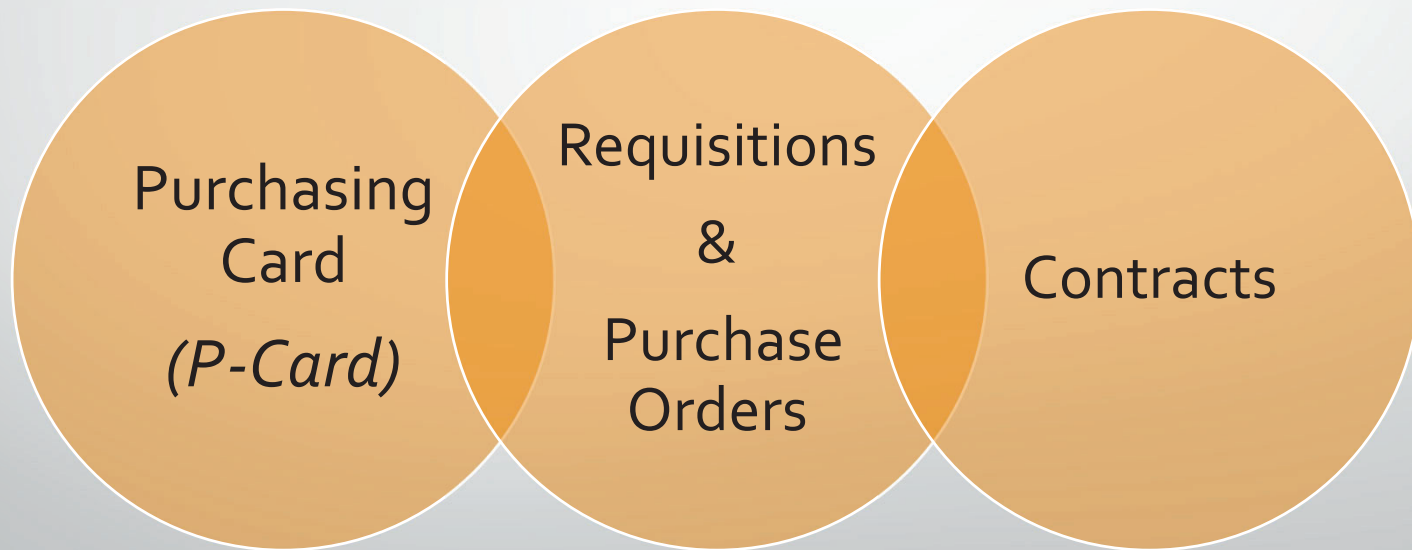 Purchasing
Card
(P-Card)
Requisitions
&
Purchase
Orders
Contracts